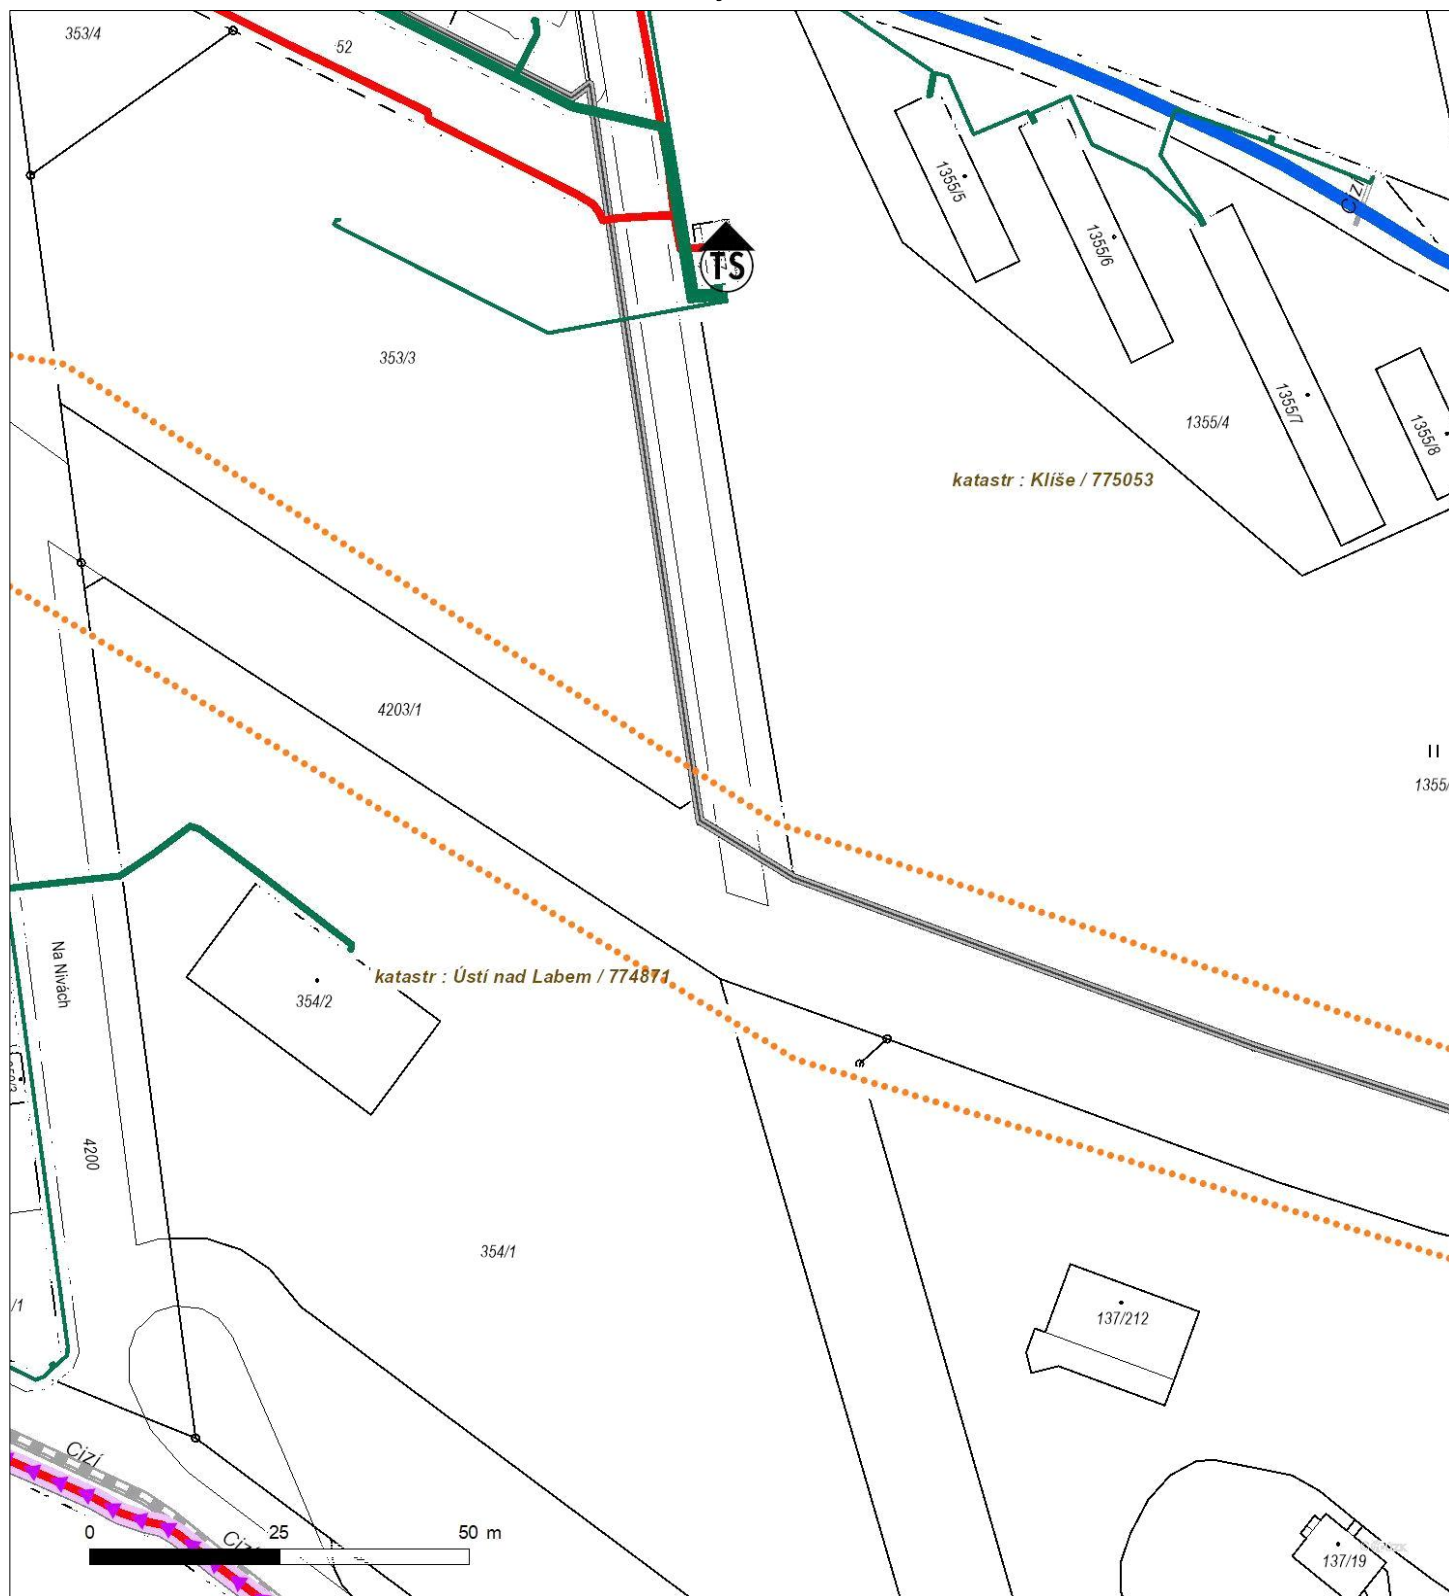 353/4
52
1355/5
Cizí
1355/6
TS
353/3
1355/7
1355/4
1355/8
katastr : Klíše / 775053
4203/1
1355/
Na Nivách
katastr : Ústí nad Labem / 774871
354/2
4200
354/1
/1
137/212
Cizí
Cizí
0 25 50 m
137/19